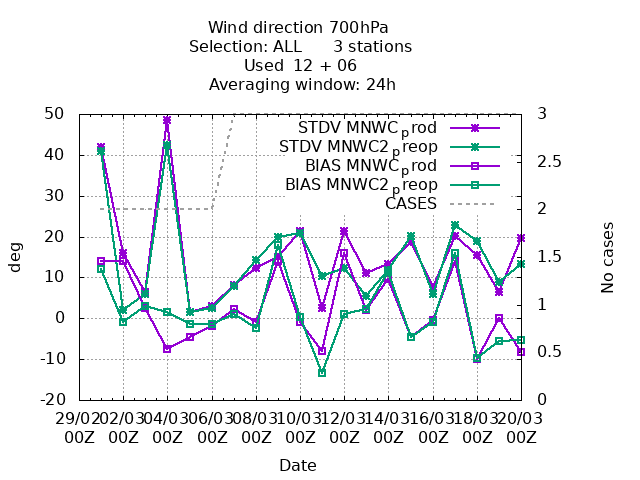 Wind direction 700hPa
Selection: ALL 3 stations
Used 12 + 06
Averaging window: 24h
STDV MNWC_prod
STDV MNWC2_preop
BIAS MNWC_prod
BIAS MNWC2_preop
CASES
50
40
30
20
10
0
-10
-20
deg
3
2.5
2
1.5
1
0.5
0
No cases
29/02 02/03 04/03 06/03 08/03 10/03 12/03 14/03 16/03 18/03 20/03
00Z 00Z 00Z 00Z 00Z 00Z 00Z 00Z 00Z 00Z 00Z
Date